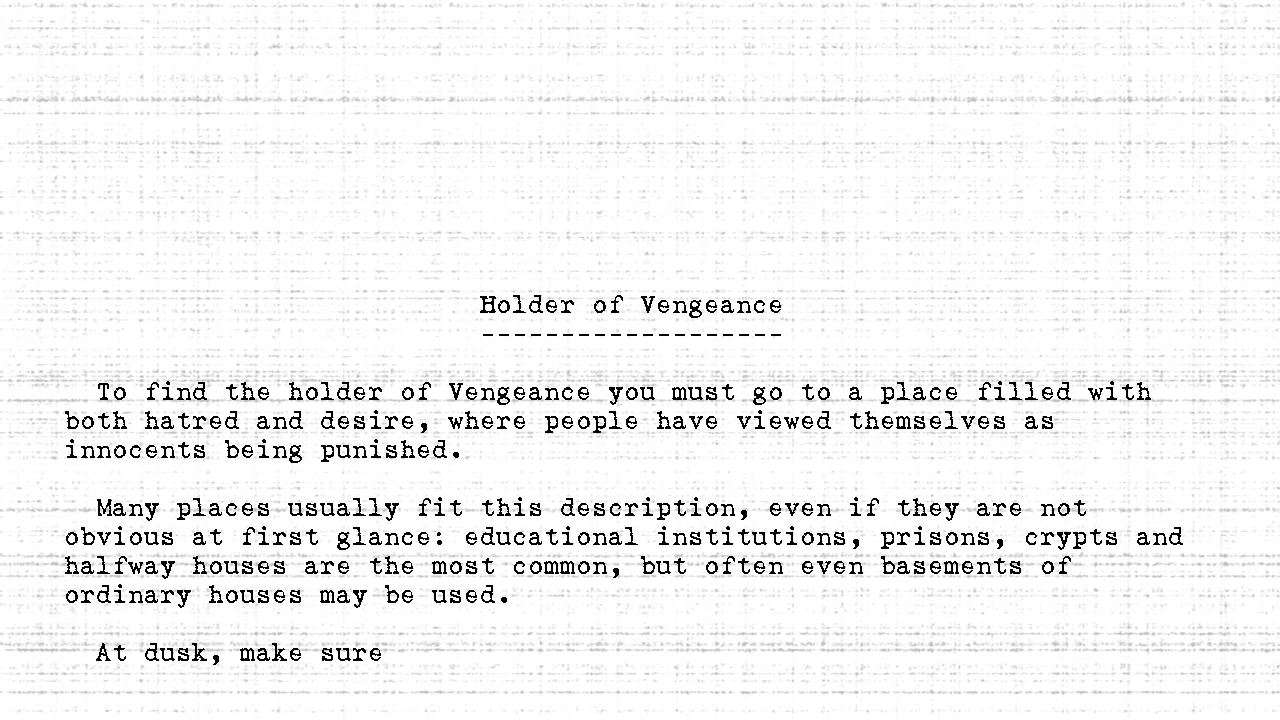 Holder of Vengeance
-------------------
To find the holder of Vengeance you must go to a place filled with
both hatred and desire, where people have viewed themselves as
innocents being punished.
Many places usually fit this description, even if they are not
obvious at first glance: educational institutions, prisons, crypts and
halfway houses are the most common, but often even basements of
ordinary houses may be used.
At dusk, make sure